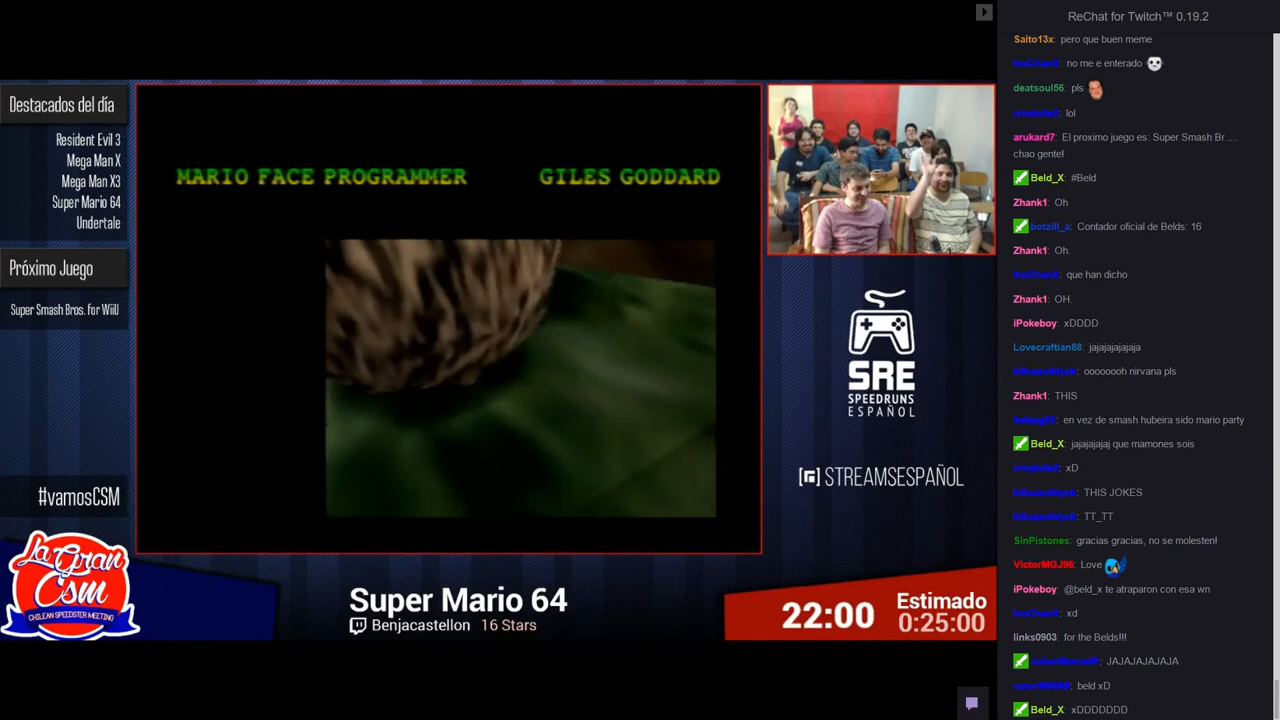 ReChat for Twitch™ 0.19.2
Destacados del día
Resident Evil 3
Mega Man X
Mega Man X3
Super Mario 64
Undertale
Próximo Juego
Super Smash Bros. for WiiU
#vamosCSM
La Gran
Csm
CHILEAN SPEEDSTER MEETING
MARIO FACE PROGRAMMER GILES GODDARD
SRE
SPEEDRUNS
ESPAÑOL
STREAMSESPAÑOL
Super Mario 64
Benjacastellon 16 Stars
22:00
Estimado
0:25:00
Saito13x: pero que buen meme
no me e enterado
deatsoul56: pls
lol
arukard7: El proximo juego es: Super Smash Br.....
chao gente!
Beld_X: #Beld
Zhank1: Oh
botzill_a: Contador oficial de Belds: 16
Zhank1: Oh.
que han dicho
Zhank1: OH.
iPokeboy: xDDDD
Lovecraftian88: jajajajajaja
oooooooh nirvana pls
Zhank1: THIS
en vez de smash hubeira sido mario party
Beld_X: jajajajajaj que mamones sois
xD
THIS JOKES
TT_TT
SinPistones: gracias gracias, no se molesten!
VictorMGJ96: Love
iPokeboy: @beld_x te atraparon con esa wn
xd
links0903: for the Belds!!!
JAJAJAJAJAJA
beld xD
Beld_X: xDDDDDDD